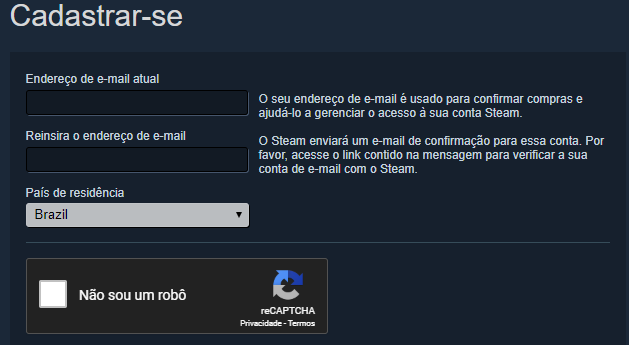 Cadastrar-se
Endereço de e-mail atual
O seu endereço de e-mail é usado para confirmar compras e
ajudá-lo a gerenciar o acesso à sua conta Steam.
Reinsira o endereço de e-mail
O Steam enviará um e-mail de confirmação para essa conta. Por
favor, acesse o link contido na mensagem para verificar a sua
conta de e-mail com o Steam.
País de residência
Brazil
Não sou um robô
reCAPTCHA
Privacidade - Termos